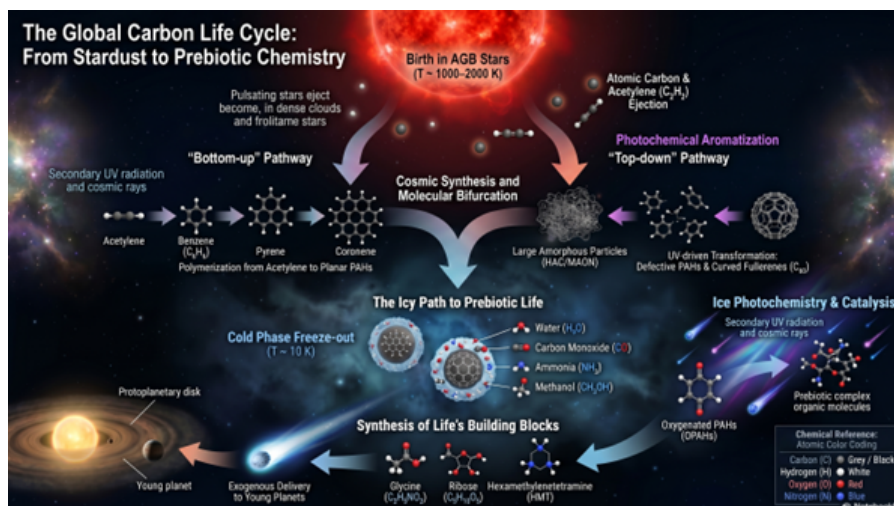 The Global Carbon Life Cycle:
From Stardust to Prebiotic Chemistry
Birth in AGB Stars
(T ~ 1000–2000 K)
Pulsating stars eject
become, in dense clouds
and frolitame stars
Atomic Carbon &
Acetylene (C₂H₂)
Ejection
Photochemical Aromatization
"Bottom-up" Pathway
"Top-down" Pathway
Secondary UV radiation
and cosmic rays
Cosmic Synthesis and
Molecular Bifurcation
Acetylene
Benzene
(C₆H₆)
Pyrene
Coronene
Polymerization from Acetylene to Planar PAHs
Large Amorphous Particles
(HAC/MAON)
UV-driven Transformation:
Defective PAHs & Curved Fullerenes (C₆₀)
The Icy Path to Prebiotic Life
Ice Photochemistry & Catalysis
Cold Phase Freeze-out
(T ~ 10 K)
Water (H₂O)
Carbon Monoxide (CO)
Ammonia (NH₃)
Methanol (CH₃OH)
Secondary UV radiation
and cosmic rays
Prebiotic complex
organic molecules
Oxygenated PAHs
(OPAHs)
Protoplanetary disk
Young planet
Synthesis of Life's Building Blocks
Exogenous Delivery
to Young Planets
Glycine
(C₂H₅NO₂)
Ribose
(C₅H₁₀O₅)
Hexamethylenetetramine
(HMT)
Chemical Reference:
Atomic Color Coding
Carbon (C) Grey / Black
Hydrogen (H) White
Oxygen (O) Red
Nitrogen (N) Blue